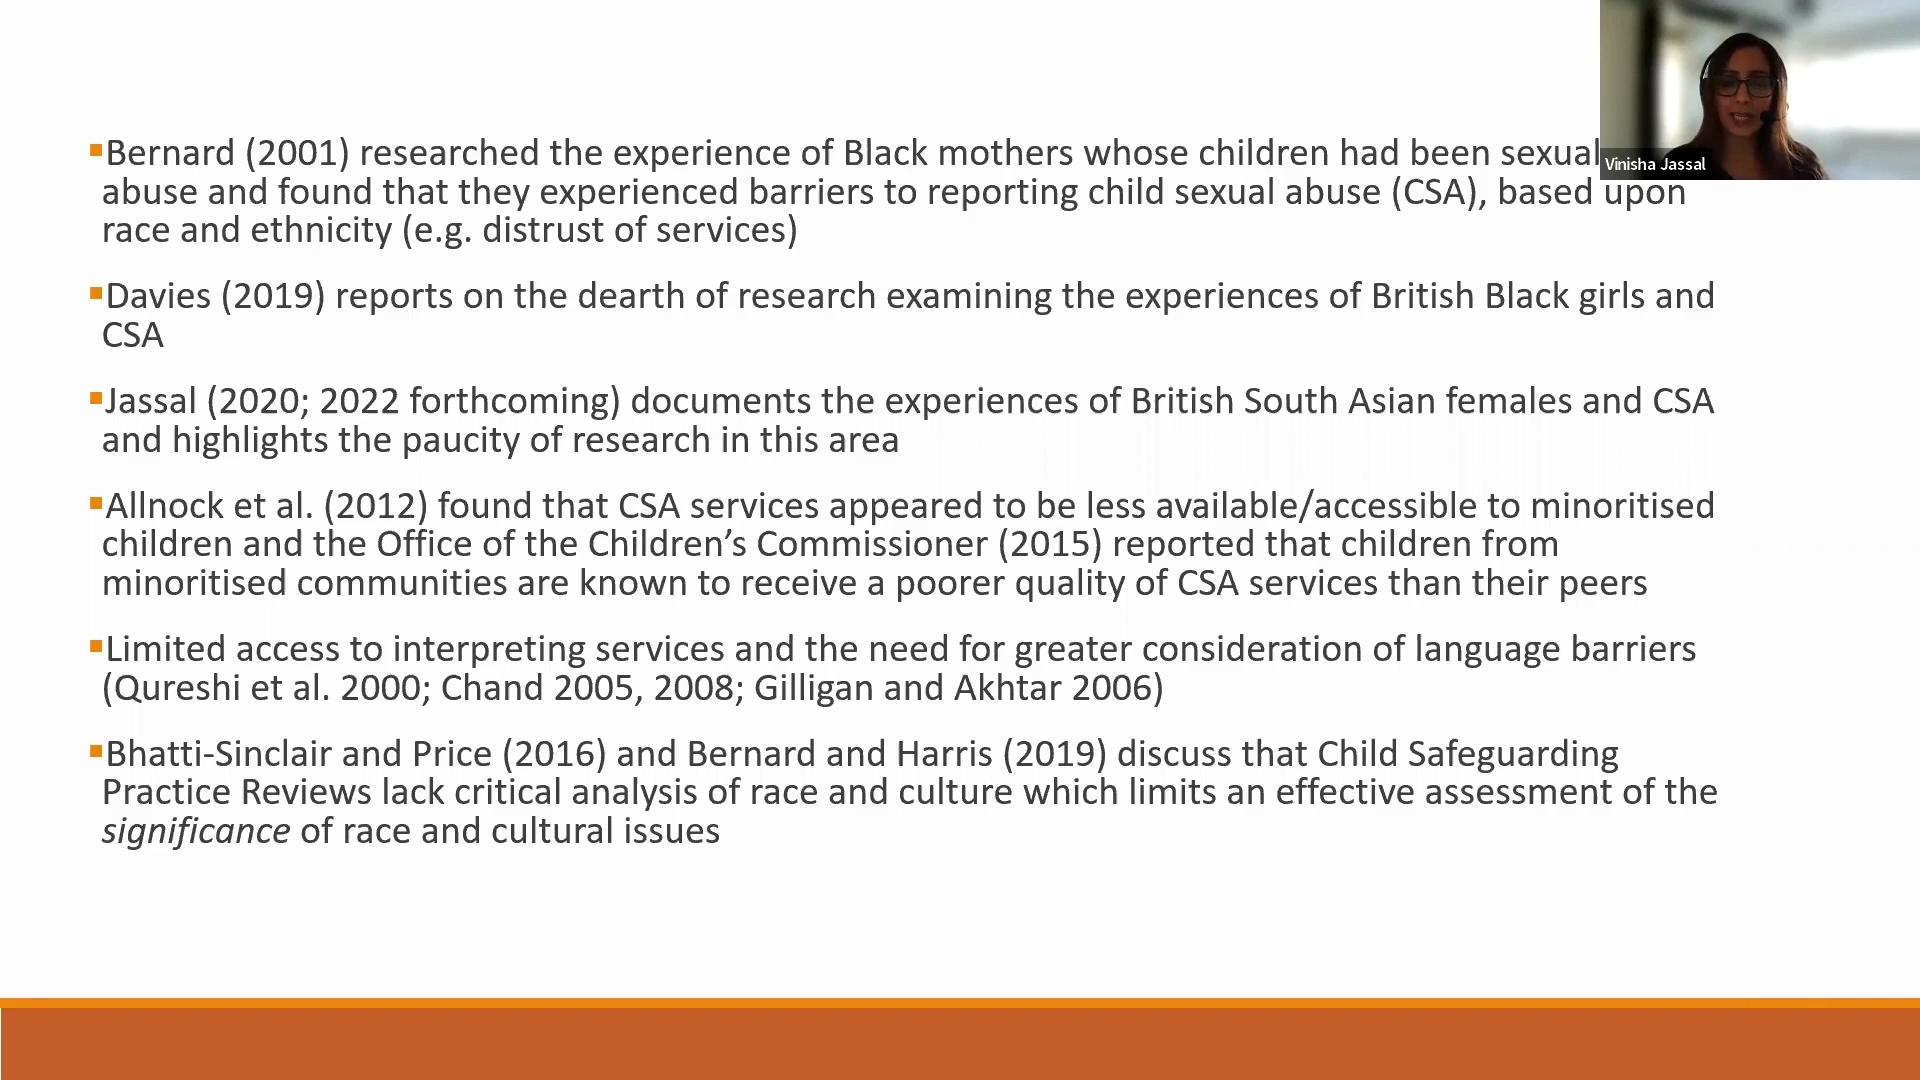 ▪Bernard (2001) researched the experience of Black mothers whose children had been sexual
abuse and found that they experienced barriers to reporting child sexual abuse (CSA), based upon
race and ethnicity (e.g. distrust of services)
▪Davies (2019) reports on the dearth of research examining the experiences of British Black girls and
CSA
▪Jassal (2020; 2022 forthcoming) documents the experiences of British South Asian females and CSA
and highlights the paucity of research in this area
▪Allnock et al. (2012) found that CSA services appeared to be less available/accessible to minoritised
children and the Office of the Children’s Commissioner (2015) reported that children from
minoritised communities are known to receive a poorer quality of CSA services than their peers
▪Limited access to interpreting services and the need for greater consideration of language barriers
(Qureshi et al. 2000; Chand 2005, 2008; Gilligan and Akhtar 2006)
▪Bhatti-Sinclair and Price (2016) and Bernard and Harris (2019) discuss that Child Safeguarding
Practice Reviews lack critical analysis of race and culture which limits an effective assessment of the
significance of race and cultural issues
Vinisha Jassal